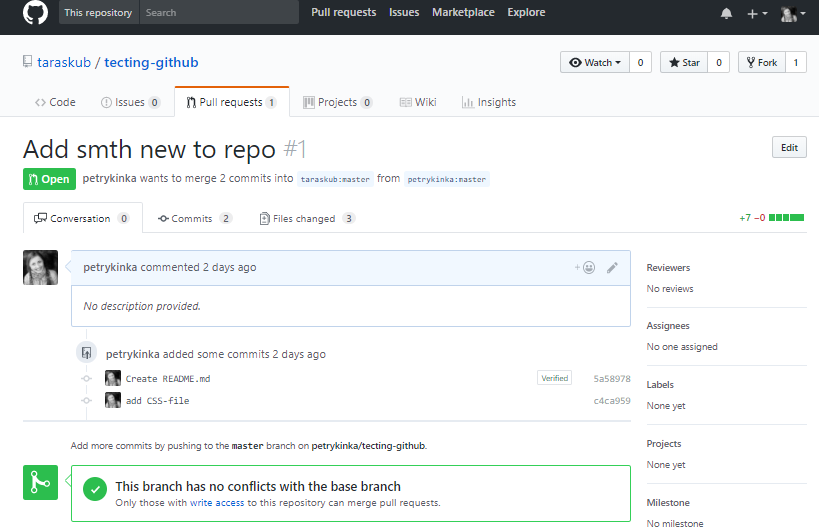 This repository Search Pull requests Issues Marketplace Explore
taraskub / tecting-github
Watch 0 Star 0 Fork 1
Code Issues 0 Pull requests 1 Projects 0 Wiki Insights
Add smth new to repo #1
Edit
Open petrykinka wants to merge 2 commits into taraskub:master from petrykinka:master
Conversation 0 Commits 2 Files changed 3
+7 −0
petrykinka commented 2 days ago
No description provided.
petrykinka added some commits 2 days ago
Create README.md Verified 5a58978
add CSS-file c4ca959
Add more commits by pushing to the master branch on petrykinka/tecting-github.
This branch has no conflicts with the base branch
Only those with write access to this repository can merge pull requests.
Reviewers
No reviews
Assignees
No one assigned
Labels
None yet
Projects
None yet
Milestone
No milestone